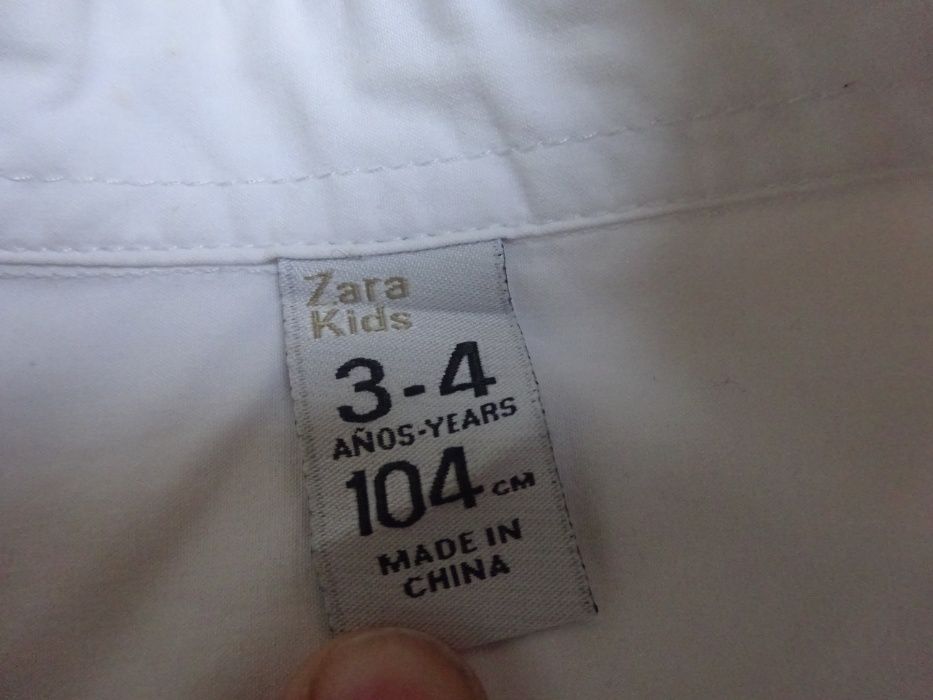 Zara
Kids
3-4
AÑOS-YEARS
104 CM
MADE IN
CHINA